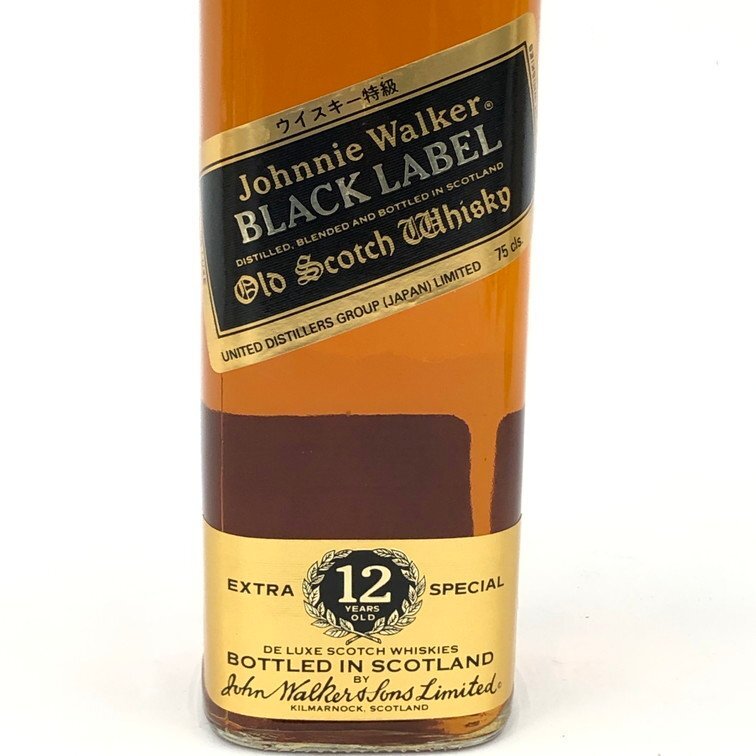 ウイスキー特級
Johnnie Walker®
BLACK LABEL
DISTILLED, BLENDED AND BOTTLED IN SCOTLAND
Old Scotch Whisky
UNITED DISTILLERS GROUP (JAPAN) LIMITED 75 cls.
EXTRA 12 SPECIAL
YEARS
OLD
DE LUXE SCOTCH WHISKIES
BOTTLED IN SCOTLAND
BY
John Walker & Sons Limited
KILMARNOCK, SCOTLAND